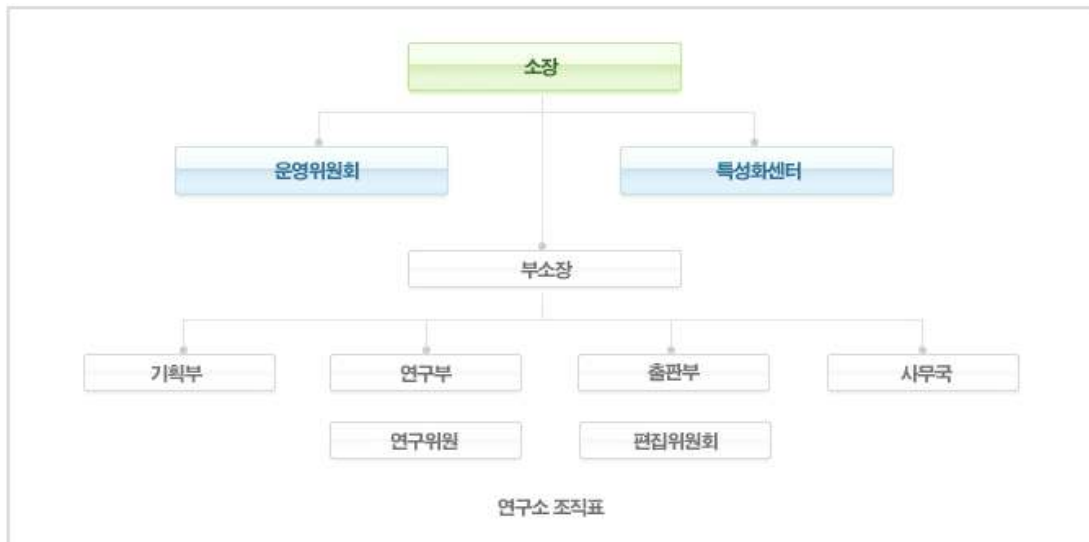 소장
운영위원회 특성화센터
부소장
기획부 연구부 출판부 사무국
연구위원 편집위원회
연구소 조직표